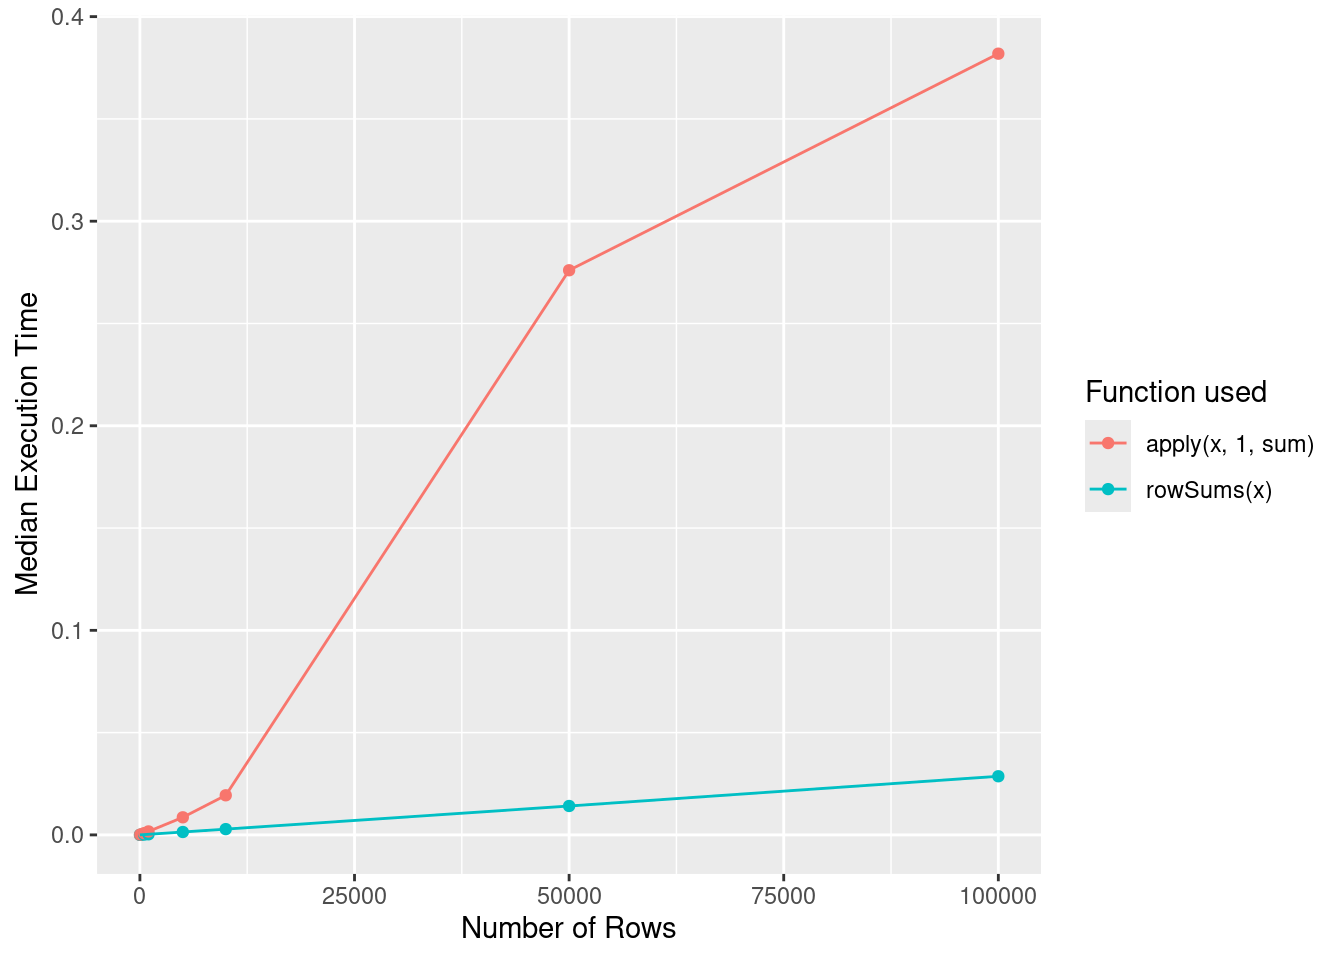 0.4
0.3
0.2
0.1
0.0
Median Execution Time
0
25000
50000
75000
100000
Number of Rows
Function used
apply(x, 1, sum)
rowSums(x)